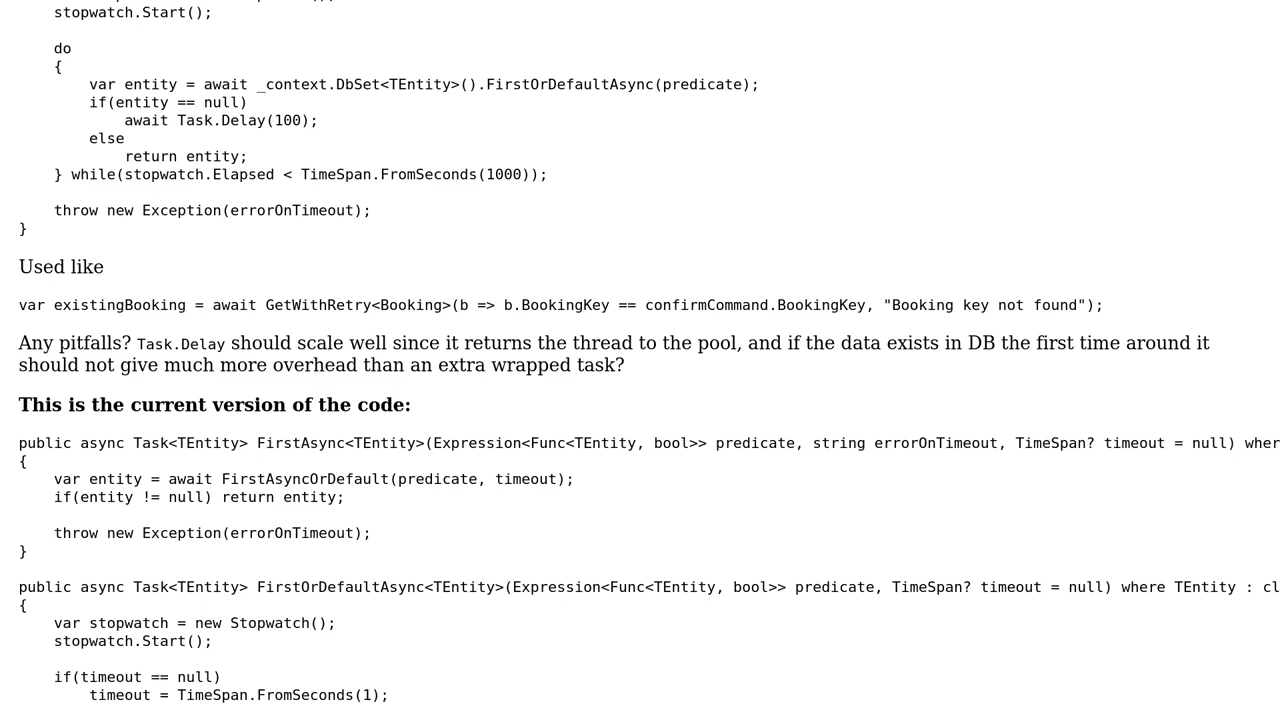 stopwatch.Start();
do
{
var entity = await _context.DbSet<TEntity>().FirstOrDefaultAsync(predicate);
if(entity == null)
await Task.Delay(100);
else
return entity;
} while(stopwatch.Elapsed < TimeSpan.FromSeconds(1000));
throw new Exception(errorOnTimeout);
}
Used like
var existingBooking = await GetWithRetry<Booking>(b => b.BookingKey == confirmCommand.BookingKey, "Booking key not found");
Any pitfalls? Task.Delay should scale well since it returns the thread to the pool, and if the data exists in DB the first time around it
should not give much more overhead than an extra wrapped task?
This is the current version of the code:
public async Task<TEntity> FirstAsync<TEntity>(Expression<Func<TEntity, bool>> predicate, string errorOnTimeout, TimeSpan? timeout = null) wher
{
var entity = await FirstAsyncOrDefault(predicate, timeout);
if(entity != null) return entity;
throw new Exception(errorOnTimeout);
}
public async Task<TEntity> FirstOrDefaultAsync<TEntity>(Expression<Func<TEntity, bool>> predicate, TimeSpan? timeout = null) where TEntity : cl
{
var stopwatch = new Stopwatch();
stopwatch.Start();
if(timeout == null)
timeout = TimeSpan.FromSeconds(1);